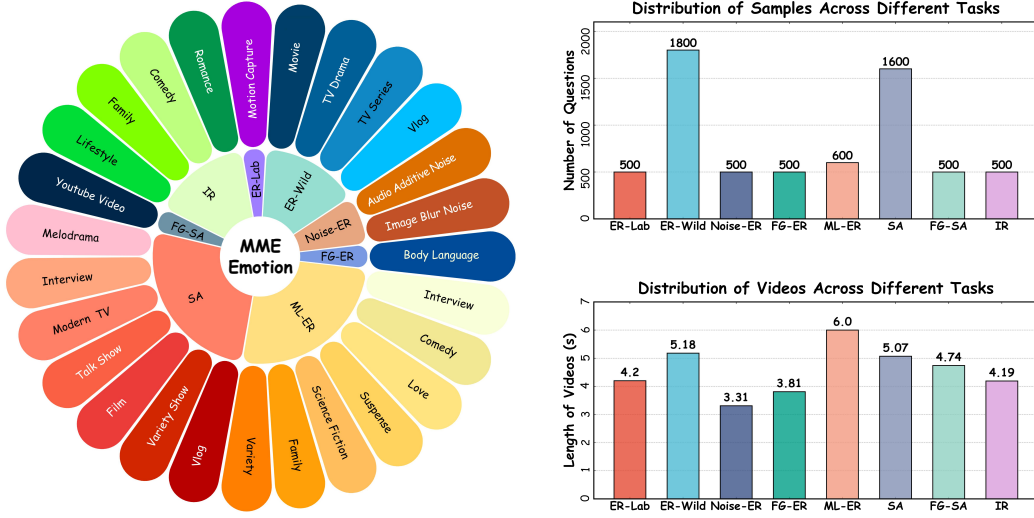 MME
Emotion
ER-Lab
ER-Wild
Noise-ER
FG-ER
ML-ER
SA
FG-SA
IR
Motion Capture
Movie
TV Drama
TV Series
Vlog
Audio Additive Noise
Image Blur Noise
Body Language
Interview
Comedy
Love
Suspense
Science Fiction
Family
Variety
Vlog
Variety Show
Film
Talk Show
Modern TV
Interview
Melodrama
Youtube Video
Lifestyle
Family
Comedy
Romance
Distribution of Samples Across Different Tasks
Number of Questions
2000
1500
1000
500
0
500
1800
500
500
600
1600
500
500
ER-Lab ER-Wild Noise-ER FG-ER ML-ER SA FG-SA IR
Distribution of Videos Across Different Tasks
Length of Videos (s)
7
6
5
4
3
2
1
0
4.2
5.18
3.31
3.81
6.0
5.07
4.74
4.19
ER-Lab ER-Wild Noise-ER FG-ER ML-ER SA FG-SA IR